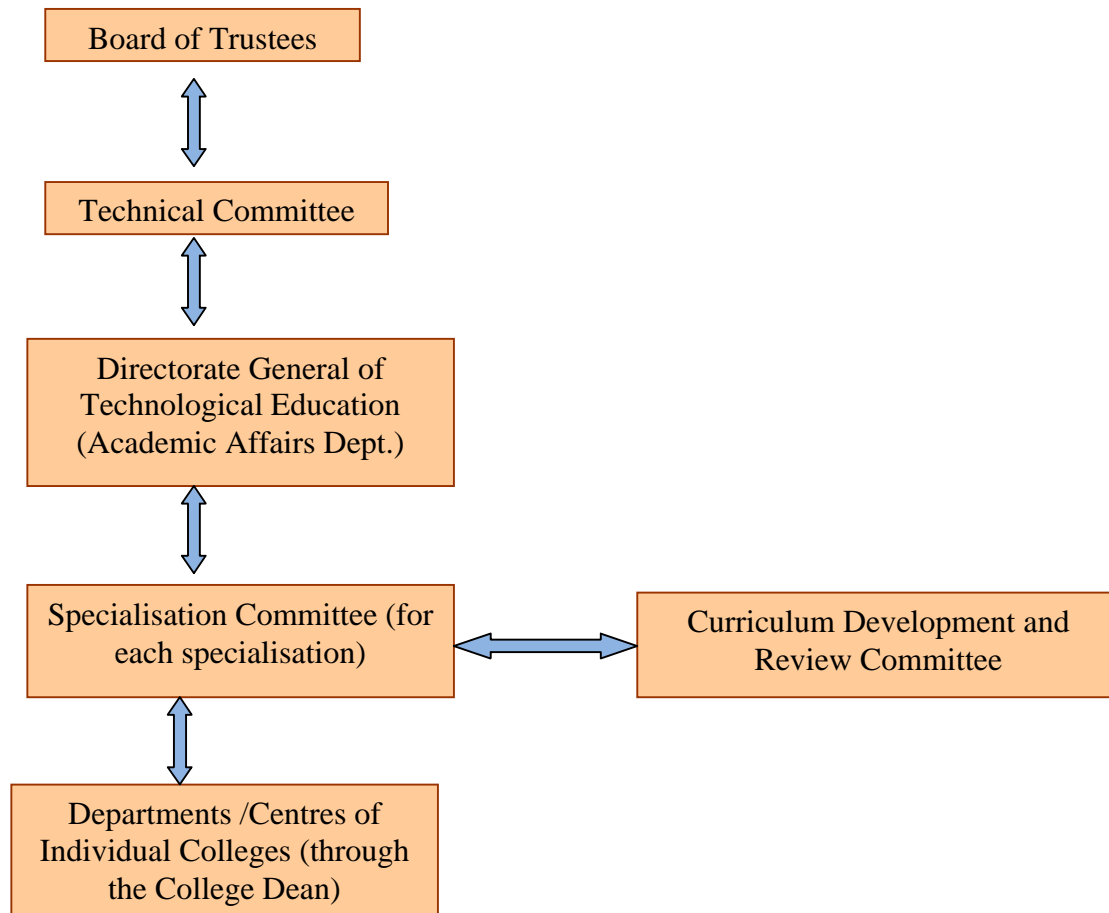 Board of Trustees
Technical Committee
Directorate General of
Technological Education
(Academic Affairs Dept.)
Specialisation Committee (for
each specialisation)
Curriculum Development and
Review Committee
Departments /Centres of
Individual Colleges (through
the College Dean)